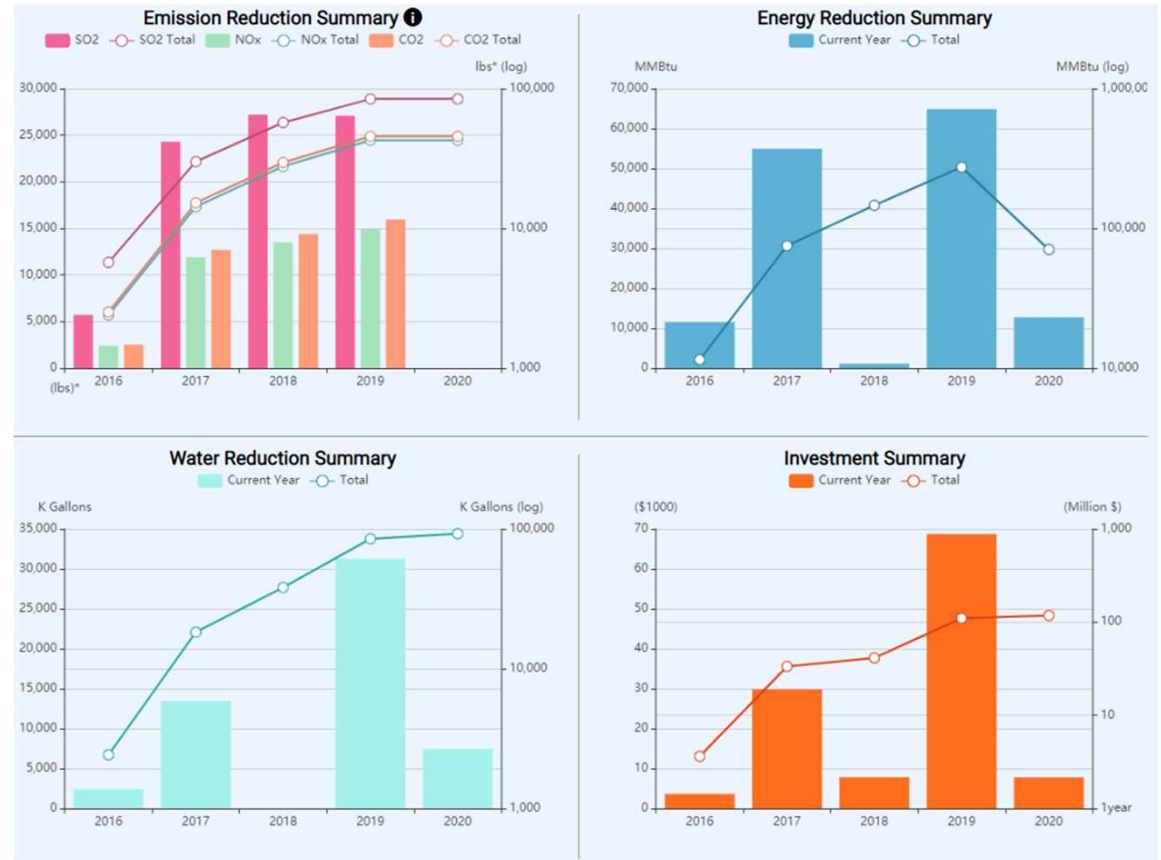 Emission Reduction Summary i
SO2 SO2 Total NOx NOx Total CO2 CO2 Total
lbs* (log)
30,000 100,000
25,000
20,000
15,000 10,000
10,000
5,000
0 1,000
(lbs)*
2016 2017 2018 2019 2020
Energy Reduction Summary
Current Year Total
MMBtu MMBtu (log)
70,000 1,000,00
60,000
50,000
40,000 100,000
30,000
20,000
10,000
0 10,000
2016 2017 2018 2019 2020
Water Reduction Summary
Current Year Total
K Gallons K Gallons (log)
35,000 100,000
30,000
25,000
20,000 10,000
15,000
10,000
5,000
0 1,000
2016 2017 2018 2019 2020
Investment Summary
Current Year Total
($1000) (Million $)
70 1,000
60
50 100
40
30
20 10
10
0 1year
2016 2017 2018 2019 2020